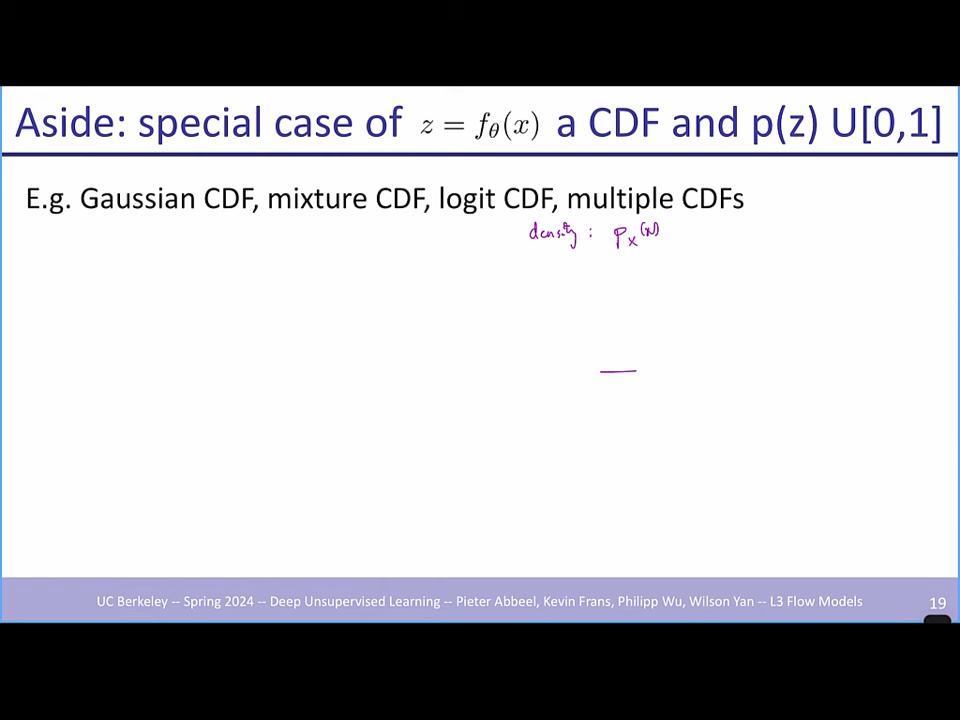 Aside: special case of z = f_θ(x) a CDF and p(z) U[0,1]
E.g. Gaussian CDF, mixture CDF, logit CDF, multiple CDFs
density : p_x(x)
UC Berkeley -- Spring 2024 -- Deep Unsupervised Learning -- Pieter Abbeel, Kevin Frans, Philipp Wu, Wilson Yan -- L3 Flow Models
19